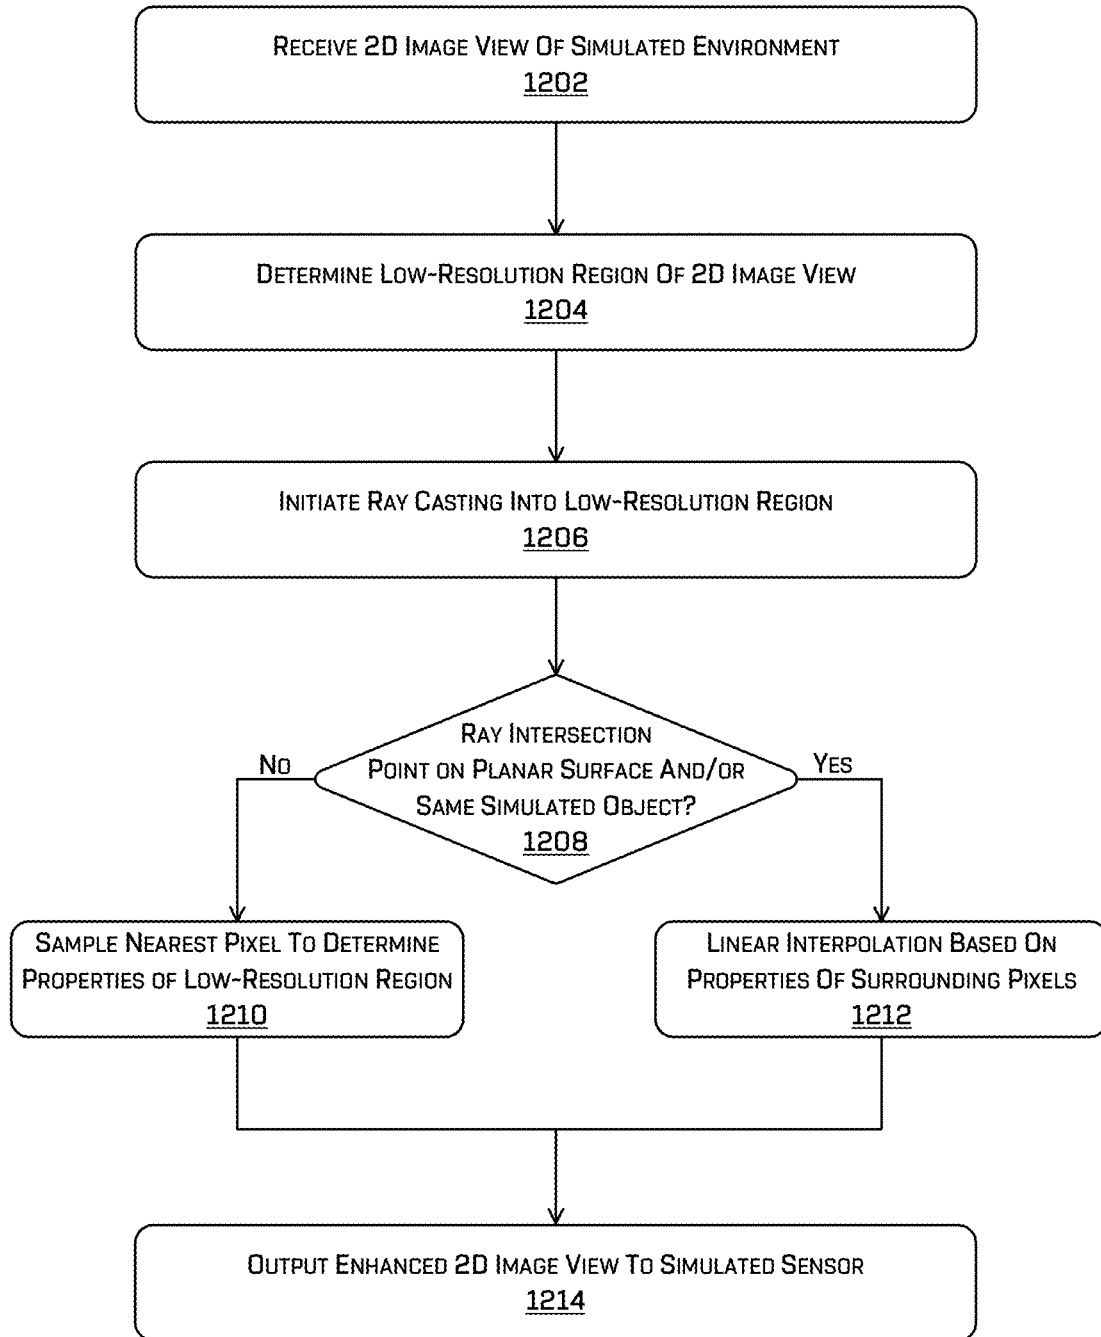 RECEIVE 2D IMAGE VIEW OF SIMULATED ENVIRONMENT
1202
DETERMINE LOW-RESOLUTION REGION OF 2D IMAGE VIEW
1204
INITIATE RAY CASTING INTO LOW-RESOLUTION REGION
1206
RAY INTERSECTION
POINT ON PLANAR SURFACE AND/OR
SAME SIMULATED OBJECT?
1208
NO
YES
SAMPLE NEAREST PIXEL TO DETERMINE
PROPERTIES OF LOW-RESOLUTION REGION
1210
LINEAR INTERPOLATION BASED ON
PROPERTIES OF SURROUNDING PIXELS
1212
OUTPUT ENHANCED 2D IMAGE VIEW TO SIMULATED SENSOR
1214